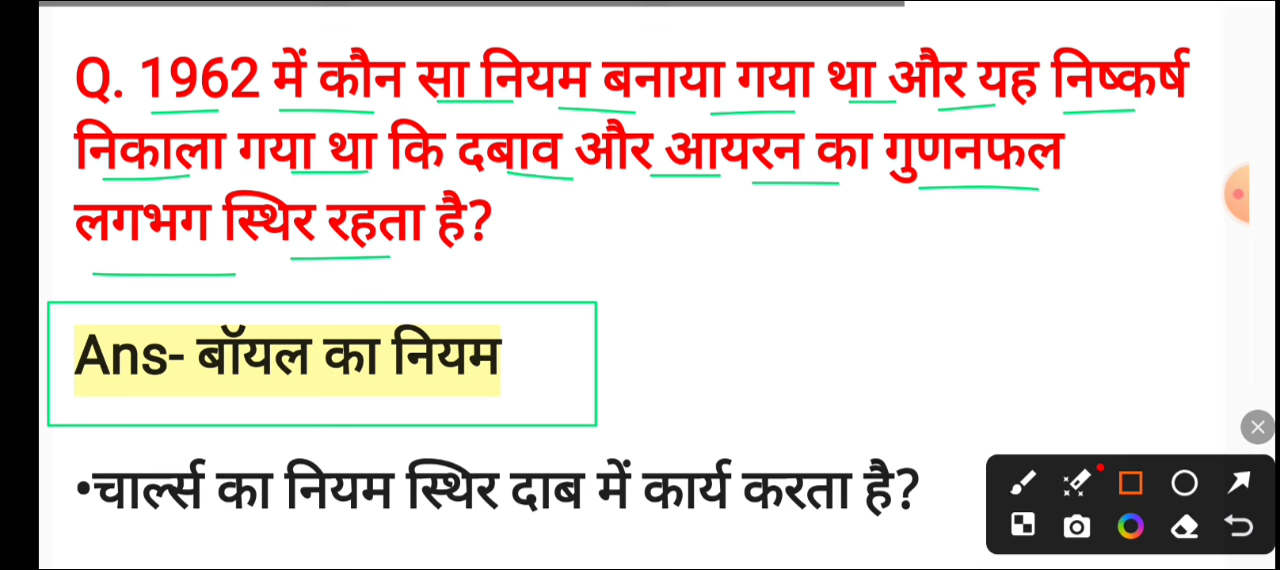 Q. 1962 में कौन सा नियम बनाया गया था और यह निष्कर्ष
निकाला गया था कि दबाव और आयरन का गुणनफल
लगभग स्थिर रहता है?
Ans- बॉयल का नियम
•चार्ल्स का नियम स्थिर दाब में कार्य करता है?